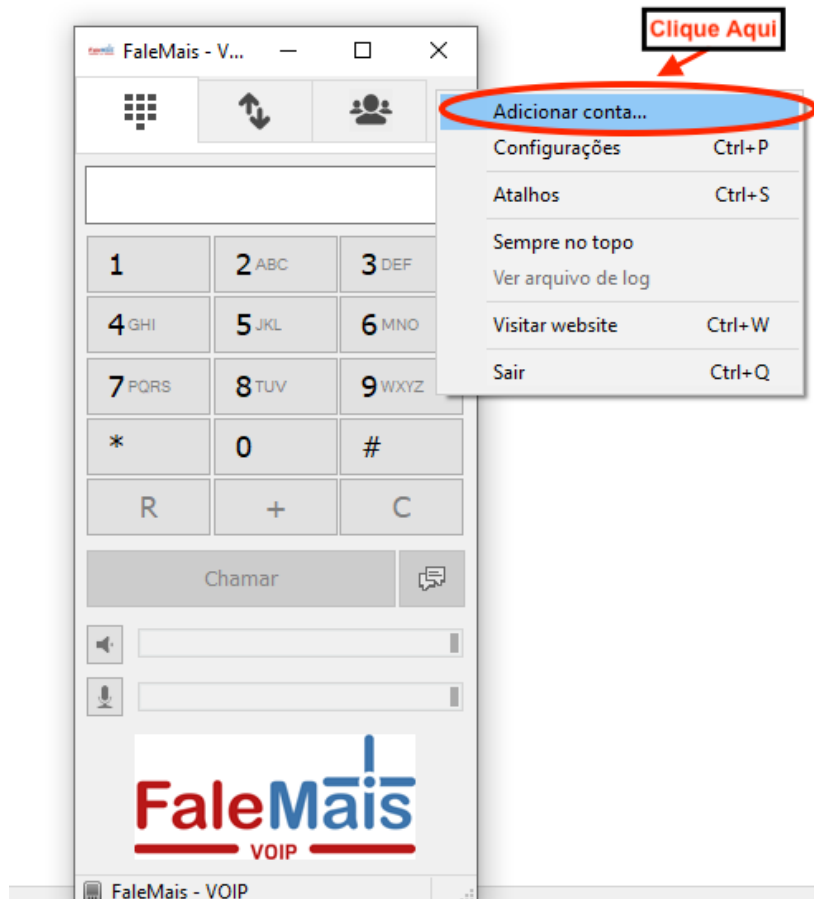 Clique Aqui
FaleMais - V...
Adicionar conta...
Configurações Ctrl+P
Atalhos Ctrl+S
Sempre no topo
Ver arquivo de log
Visitar website Ctrl+W
Sair Ctrl+Q
1 2 ABC 3 DEF
4 GHI 5 JKL 6 MNO
7 PQRS 8 TUV 9 WXYZ
* 0 #
R + C
Chamar
FaleMais
VOIP
FaleMais - VOIP